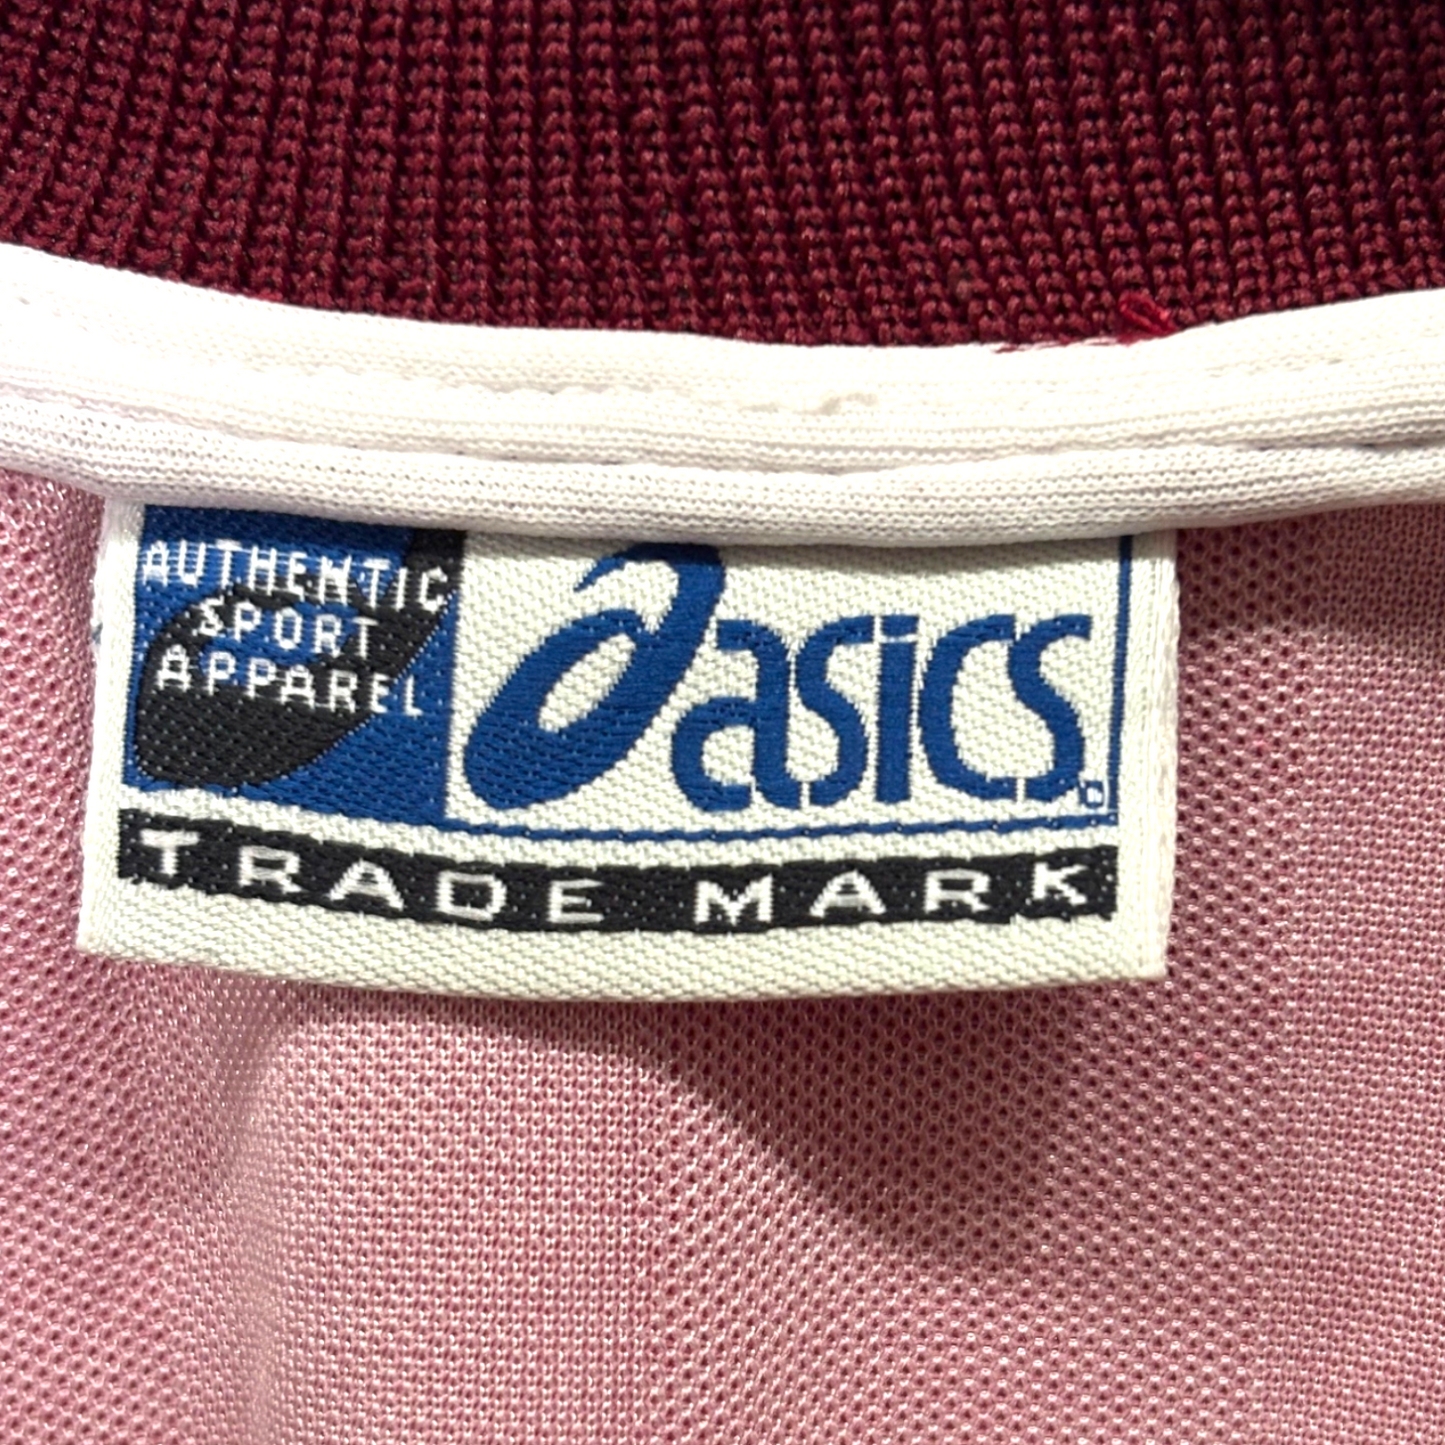 AUTHENTIC
SPORT
APPAREL
asics
TRADE MARK